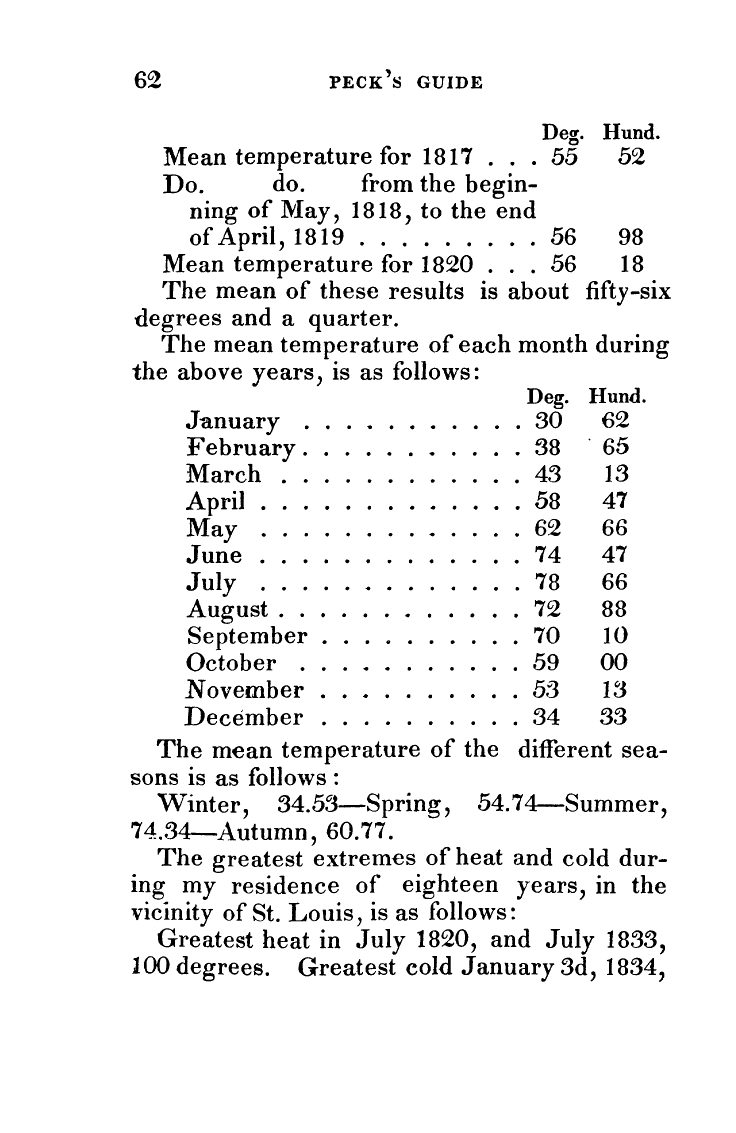 62 PECK'S GUIDE
Deg. Hund.
Mean temperature for 1817 . . . 55 52
Do. do. from the begin-
ning of May, 1818, to the end
of April, 1819 . . . . . . . . . 56 98
Mean temperature for 1820 . . . 56 18
The mean of these results is about fifty-six
degrees and a quarter.
The mean temperature of each month during
the above years, is as follows:
Deg. Hund.
January . . . . . . . . . . . 30 62
February . . . . . . . . . . . 38 65
March . . . . . . . . . . . . 43 13
April . . . . . . . . . . . . . 58 47
May . . . . . . . . . . . . . 62 66
June . . . . . . . . . . . . . 74 47
July . . . . . . . . . . . . . 78 66
August . . . . . . . . . . . . 72 88
September . . . . . . . . . . 70 10
October . . . . . . . . . . . 59 00
November . . . . . . . . . . 53 13
December . . . . . . . . . . 34 33
The mean temperature of the different sea-
sons is as follows :
Winter, 34.53—Spring, 54.74—Summer,
74.34—Autumn, 60.77.
The greatest extremes of heat and cold dur-
ing my residence of eighteen years, in the
vicinity of St. Louis, is as follows:
Greatest heat in July 1820, and July 1833,
100 degrees. Greatest cold January 3d, 1834,